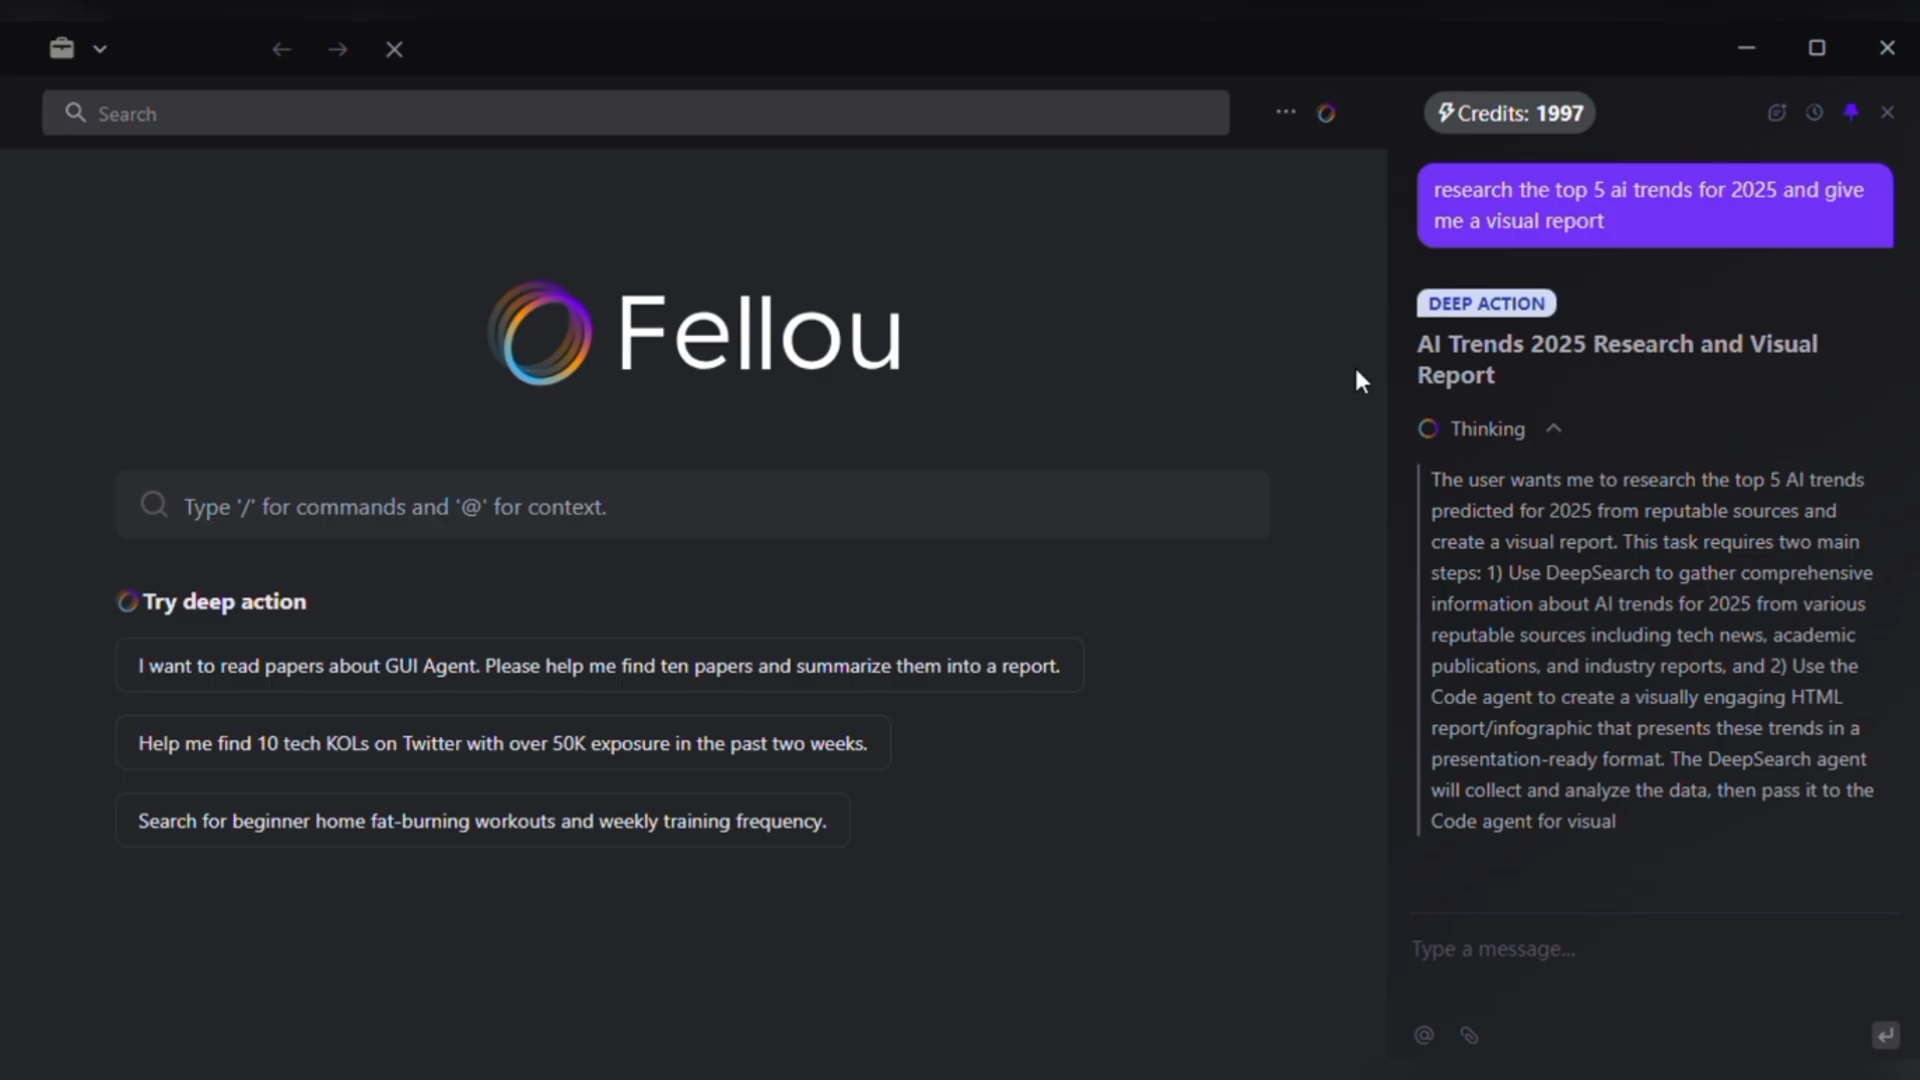 Search
Credits: 1997
research the top 5 ai trends for 2025 and give
me a visual report
DEEP ACTION
AI Trends 2025 Research and Visual
Report
Thinking
The user wants me to research the top 5 AI trends
predicted for 2025 from reputable sources and
create a visual report. This task requires two main
steps: 1) Use DeepSearch to gather comprehensive
information about AI trends for 2025 from various
reputable sources including tech news, academic
publications, and industry reports, and 2) Use the
Code agent to create a visually engaging HTML
report/infographic that presents these trends in a
presentation-ready format. The DeepSearch agent
will collect and analyze the data, then pass it to the
Code agent for visual
Type a message...
Fellou
Type '/' for commands and '@' for context.
Try deep action
I want to read papers about GUI Agent. Please help me find ten papers and summarize them into a report.
Help me find 10 tech KOLs on Twitter with over 50K exposure in the past two weeks.
Search for beginner home fat-burning workouts and weekly training frequency.